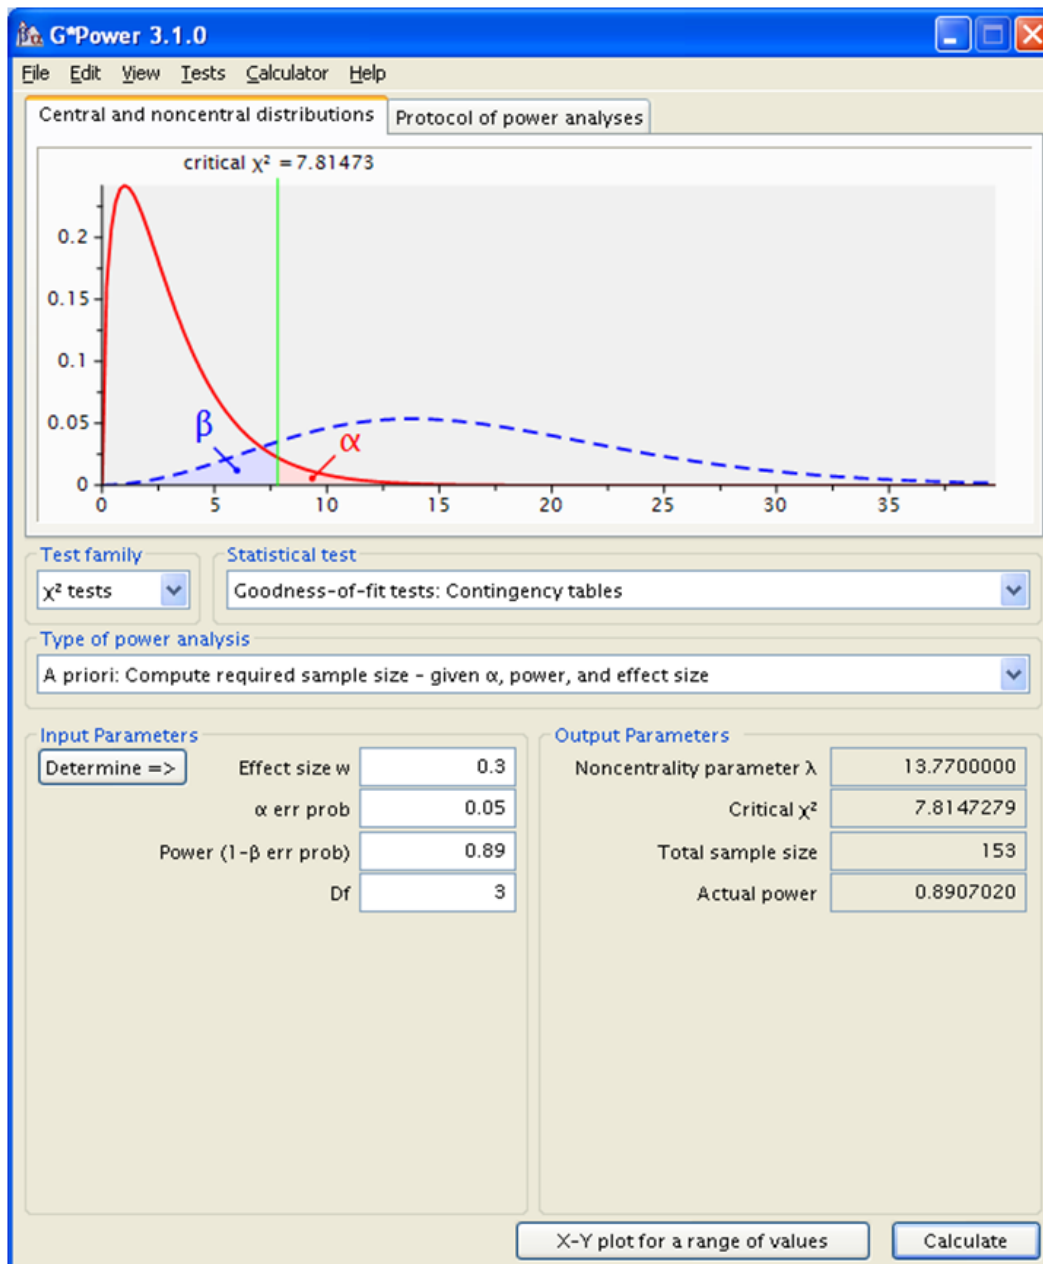 G*Power 3.1.0
File Edit View Tests Calculator Help
Central and noncentral distributions Protocol of power analyses
critical χ² = 7.81473
0.2
0.15
0.1
0.05
0
β
α
0 5 10 15 20 25 30 35
Test family Statistical test
χ² tests Goodness-of-fit tests: Contingency tables
Type of power analysis
A priori: Compute required sample size - given α, power, and effect size
Input Parameters Output Parameters
Determine => Effect size w 0.3 Noncentrality parameter λ 13.7700000
α err prob 0.05 Critical χ² 7.8147279
Power (1-β err prob) 0.89 Total sample size 153
Df 3 Actual power 0.8907020
X-Y plot for a range of values Calculate